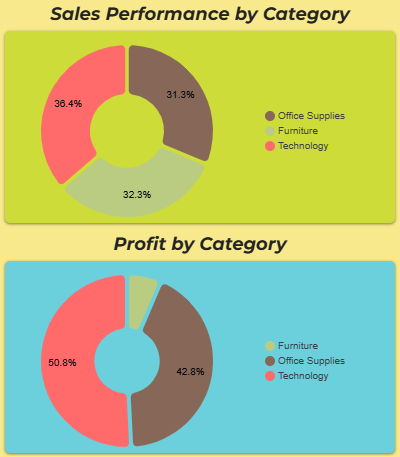 Sales Performance by Category
31.3%
36.4%
32.3%
Office Supplies
Furniture
Technology
Profit by Category
50.8%
42.8%
Furniture
Office Supplies
Technology